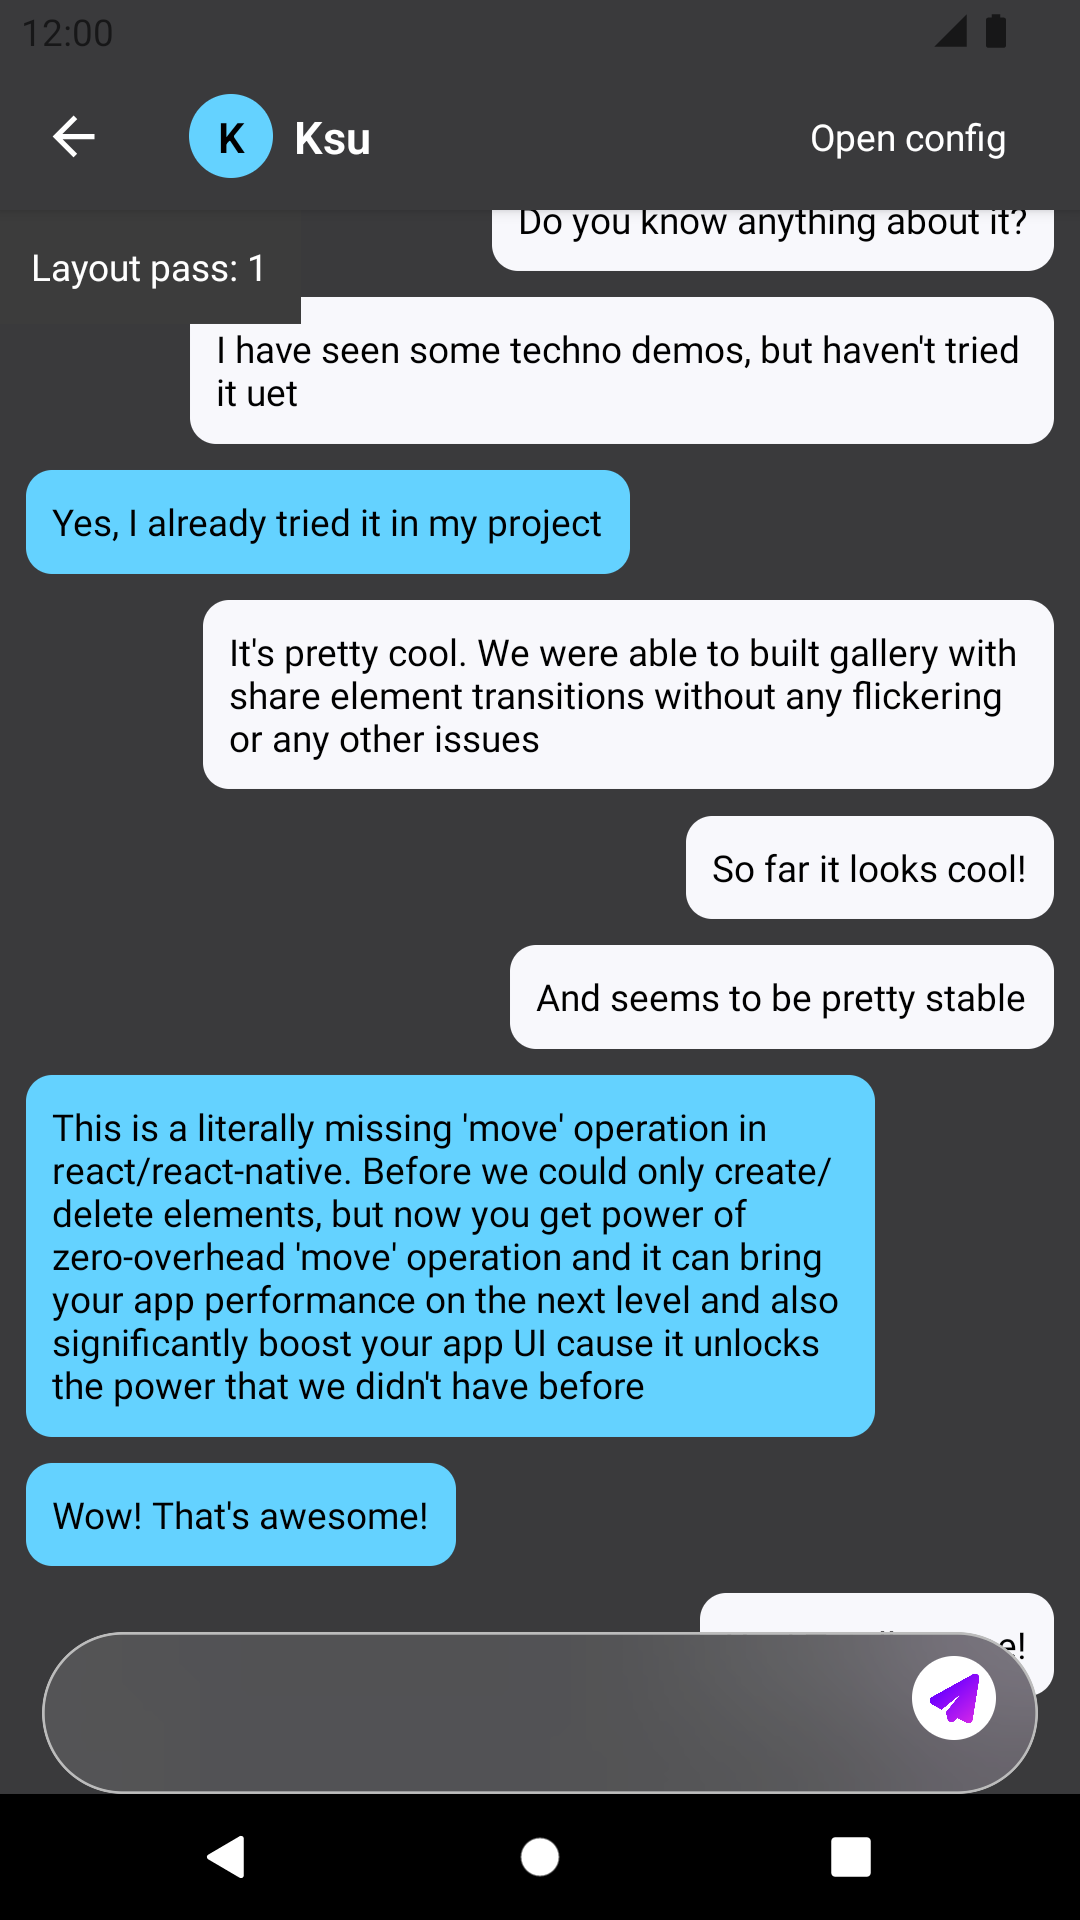 12:00
K Ksu Open config
Do you know anything about it?
Layout pass: 1
I have seen some techno demos, but haven't tried
it uet
Yes, I already tried it in my project
It's pretty cool. We were able to built gallery with
share element transitions without any flickering
or any other issues
So far it looks cool!
And seems to be pretty stable
This is a literally missing 'move' operation in
react/react-native. Before we could only create/
delete elements, but now you get power of
zero-overhead 'move' operation and it can bring
your app performance on the next level and also
significantly boost your app UI cause it unlocks
the power that we didn't have before
Wow! That's awesome!